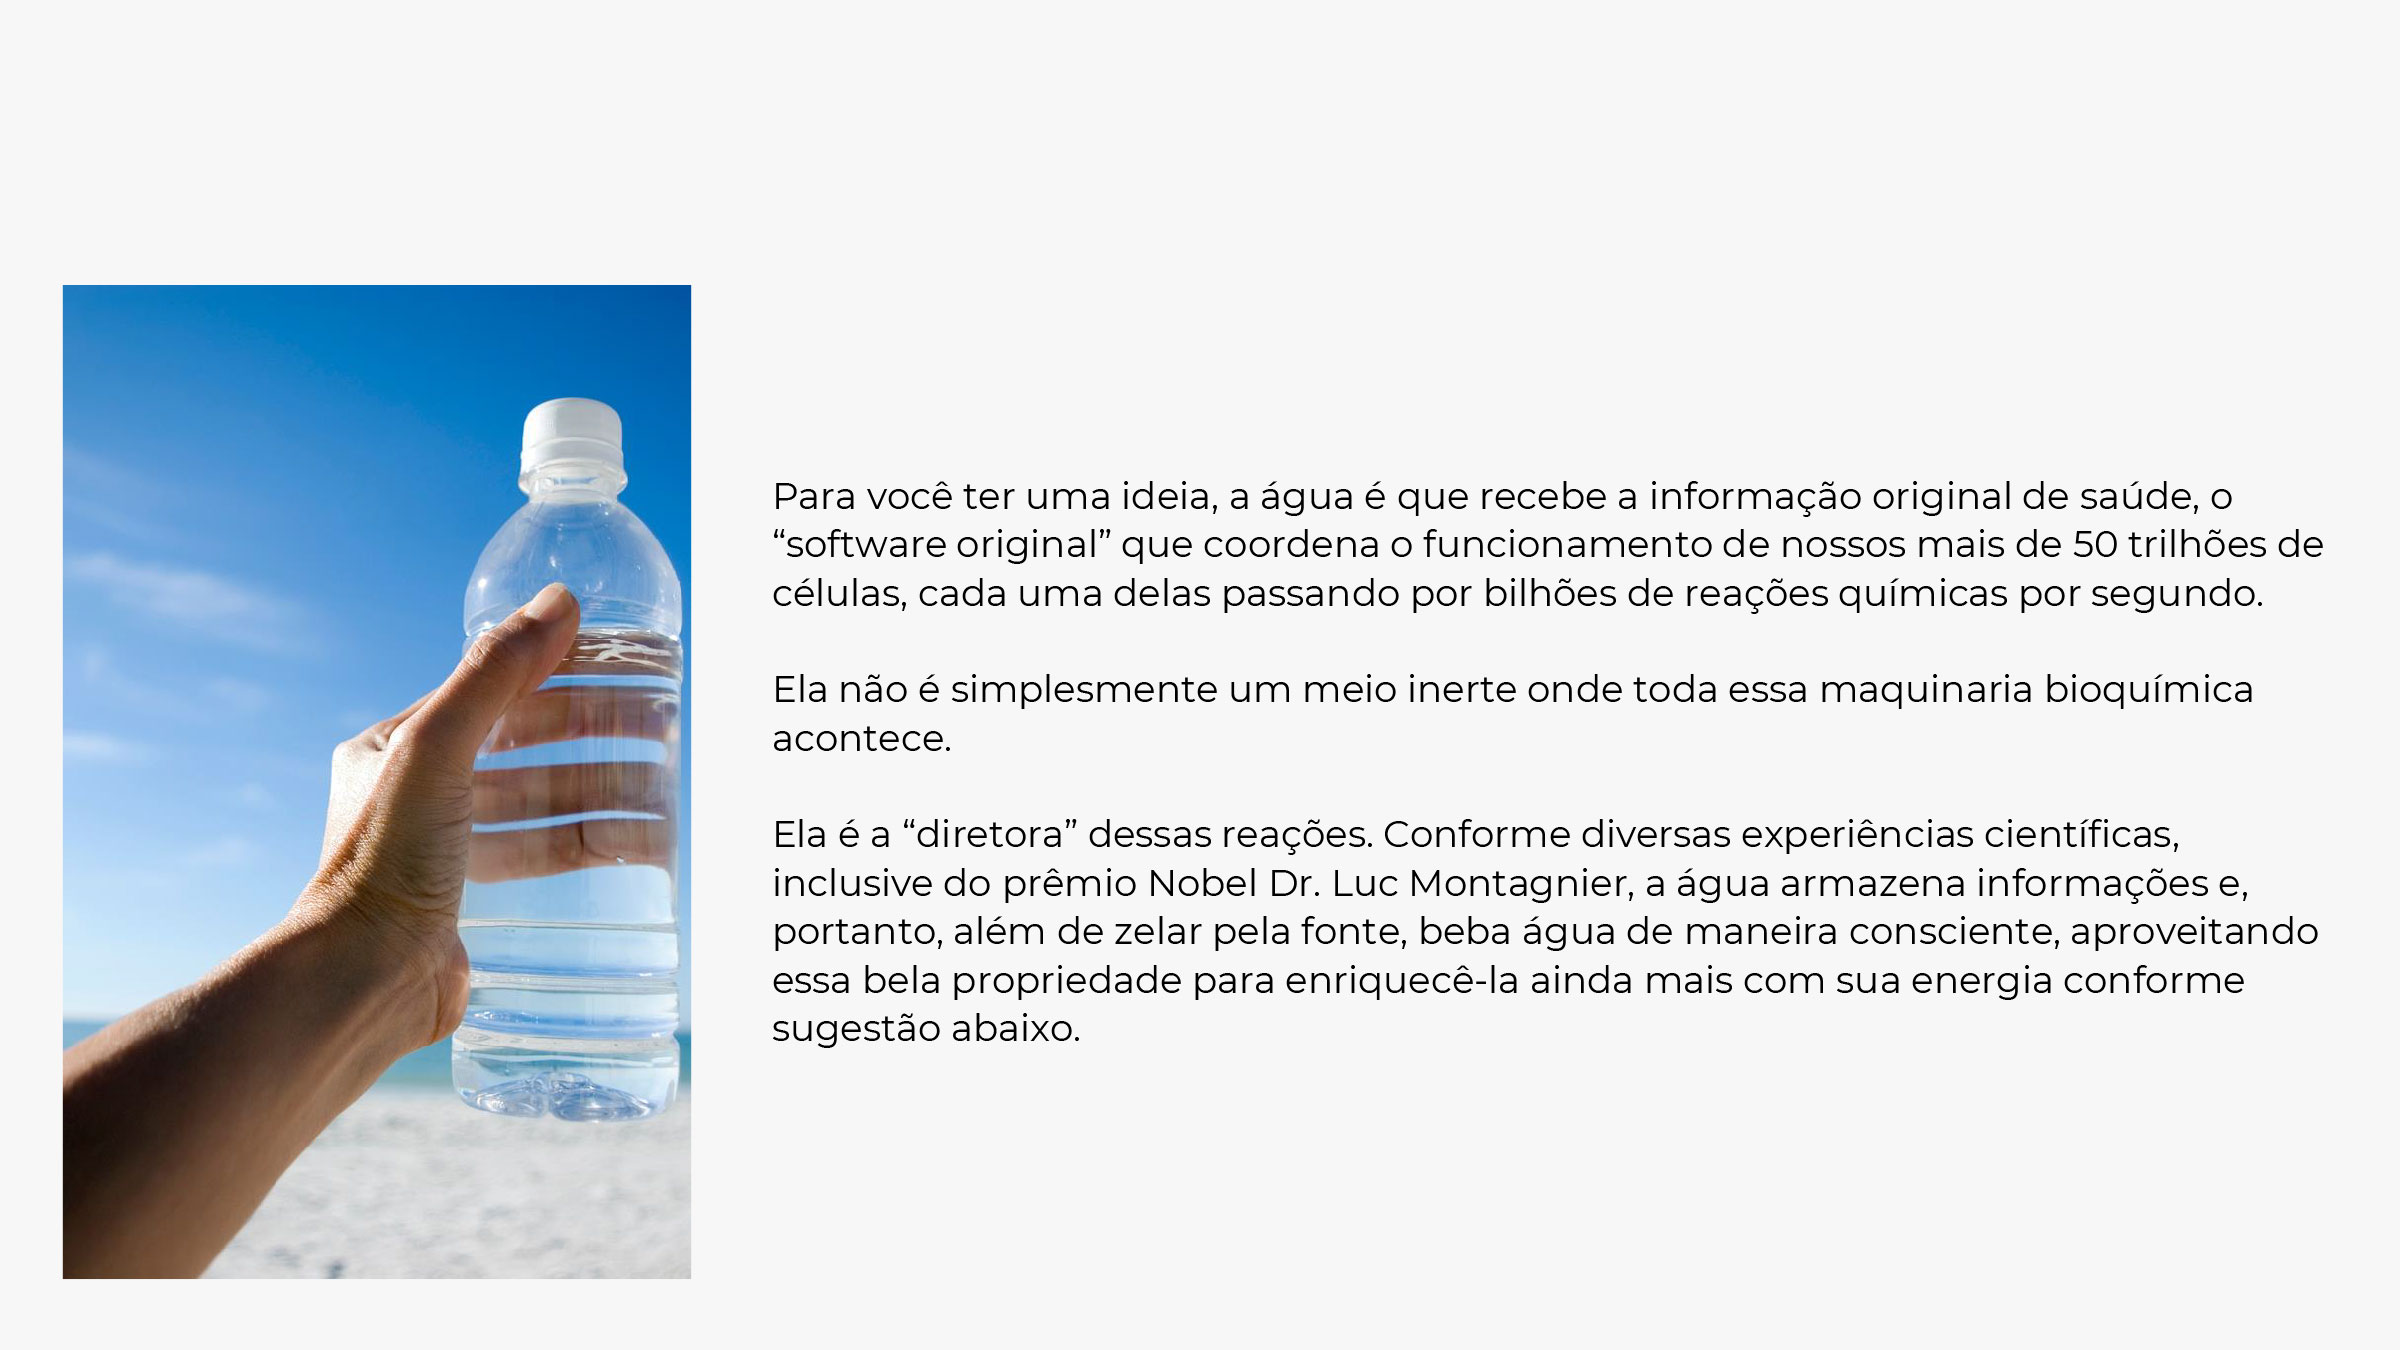 Para você ter uma ideia, a água é que recebe a informação original de saúde, o
“software original” que coordena o funcionamento de nossos mais de 50 trilhões de
células, cada uma delas passando por bilhões de reações químicas por segundo.
Ela não é simplesmente um meio inerte onde toda essa maquinaria bioquímica
acontece.
Ela é a “diretora” dessas reações. Conforme diversas experiências científicas,
inclusive do prêmio Nobel Dr. Luc Montagnier, a água armazena informações e,
portanto, além de zelar pela fonte, beba água de maneira consciente, aproveitando
essa bela propriedade para enriquecê-la ainda mais com sua energia conforme
sugestão abaixo.